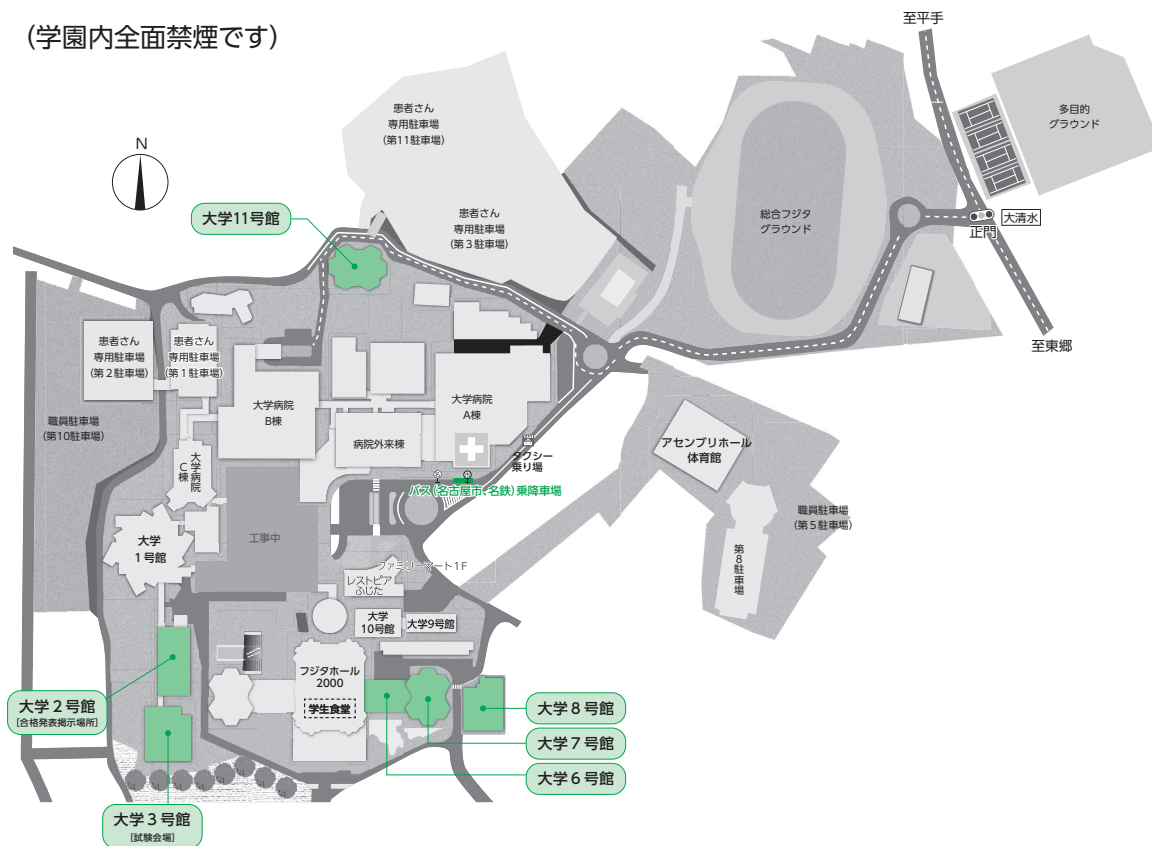 (学園内全面禁煙です)
至平手
多目的
グラウンド
患者さん
専用駐車場
(第11駐車場)
N
大学11号館
患者さん
専用駐車場
(第3駐車場)
総合フジタ
グラウンド
大清水
正門
至東郷
患者さん
専用駐車場
(第2駐車場)
患者さん
専用駐車場
(第1駐車場)
大学病院
B棟
大学病院
A棟
職員駐車場
(第10駐車場)
病院外来棟
タクシー
乗り場
アセンブリホール
体育館
大学病院
C棟
バス(名古屋市、名鉄)乗降車場
職員駐車場
(第5駐車場)
大学
1号館
工事中
第8駐車場
ファミリーマート1F
レストピア
ふじた
大学
10号館
大学9号館
フジタホール
2000
学生食堂
大学2号館
[合格発表掲示場所]
大学8号館
大学7号館
大学6号館
大学3号館
[試験会場]